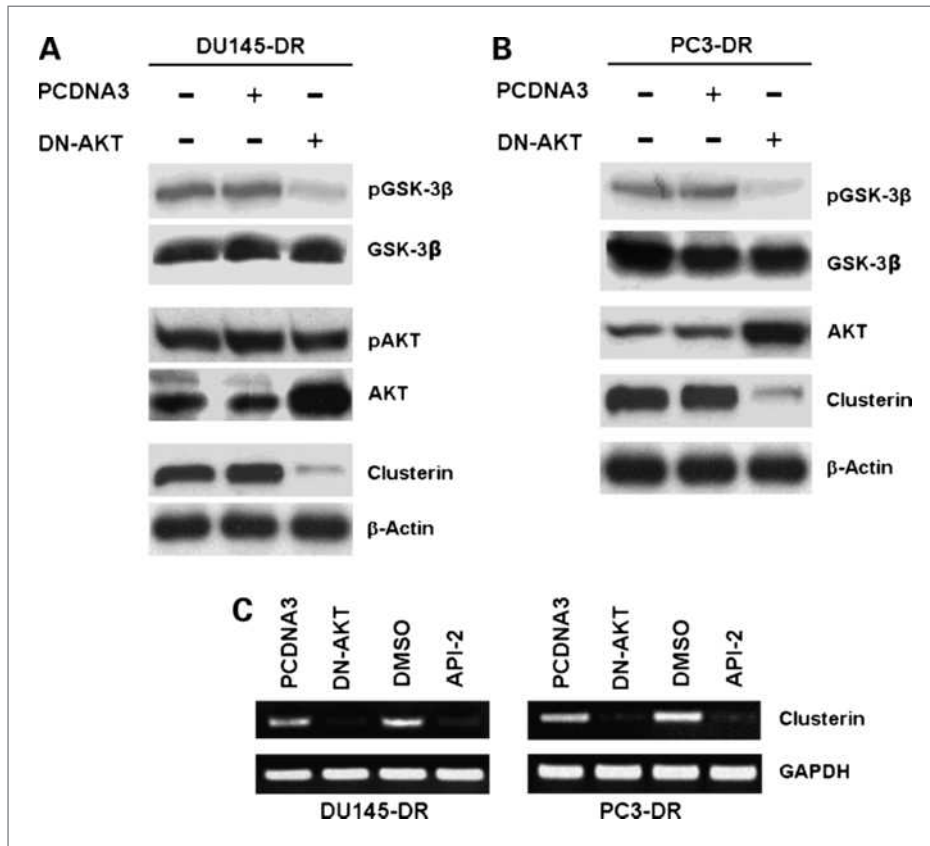 A
DU145-DR
PCDNA3 - + -
DN-AKT - - +
pGSK-3β
GSK-3β
pAKT
AKT
Clusterin
β-Actin
B
PC3-DR
PCDNA3 - + -
DN-AKT - - +
pGSK-3β
GSK-3β
AKT
Clusterin
β-Actin
C
PCDNA3 DN-AKT DMSO API-2
PCDNA3 DN-AKT DMSO API-2
Clusterin
GAPDH
DU145-DR PC3-DR